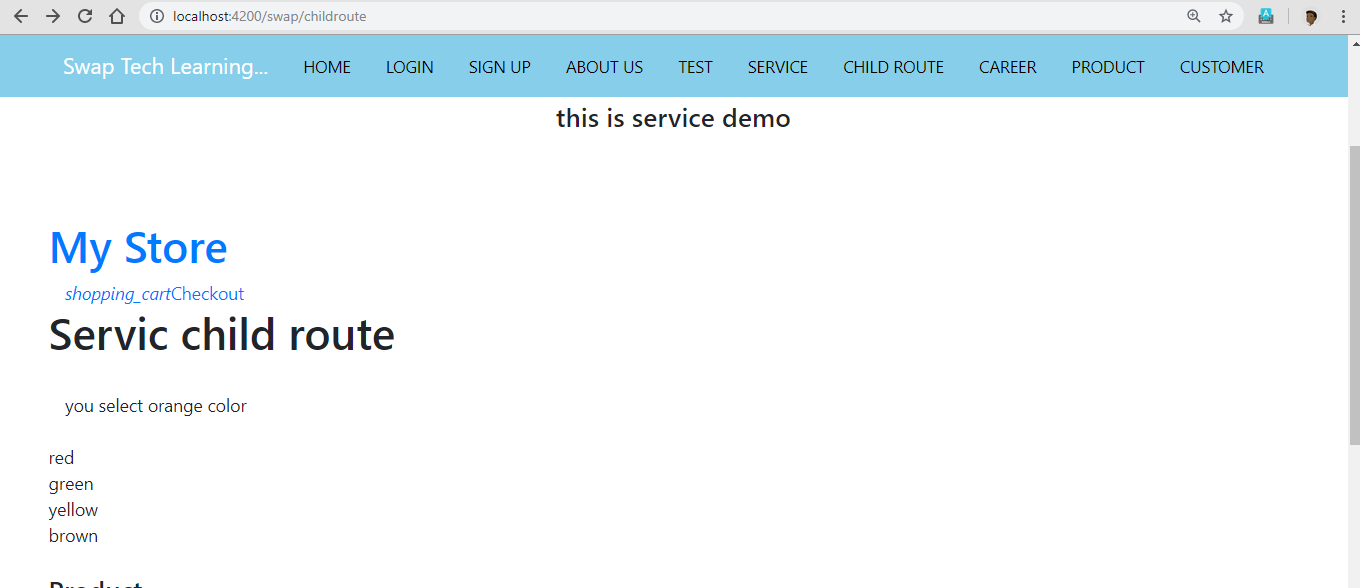 localhost:4200/swap/childroute
Swap Tech Learning... HOME LOGIN SIGN UP ABOUT US TEST SERVICE CHILD ROUTE CAREER PRODUCT CUSTOMER
this is service demo
My Store
shopping_cartCheckout
Servic child route
you select orange color
red
green
yellow
brown
Product